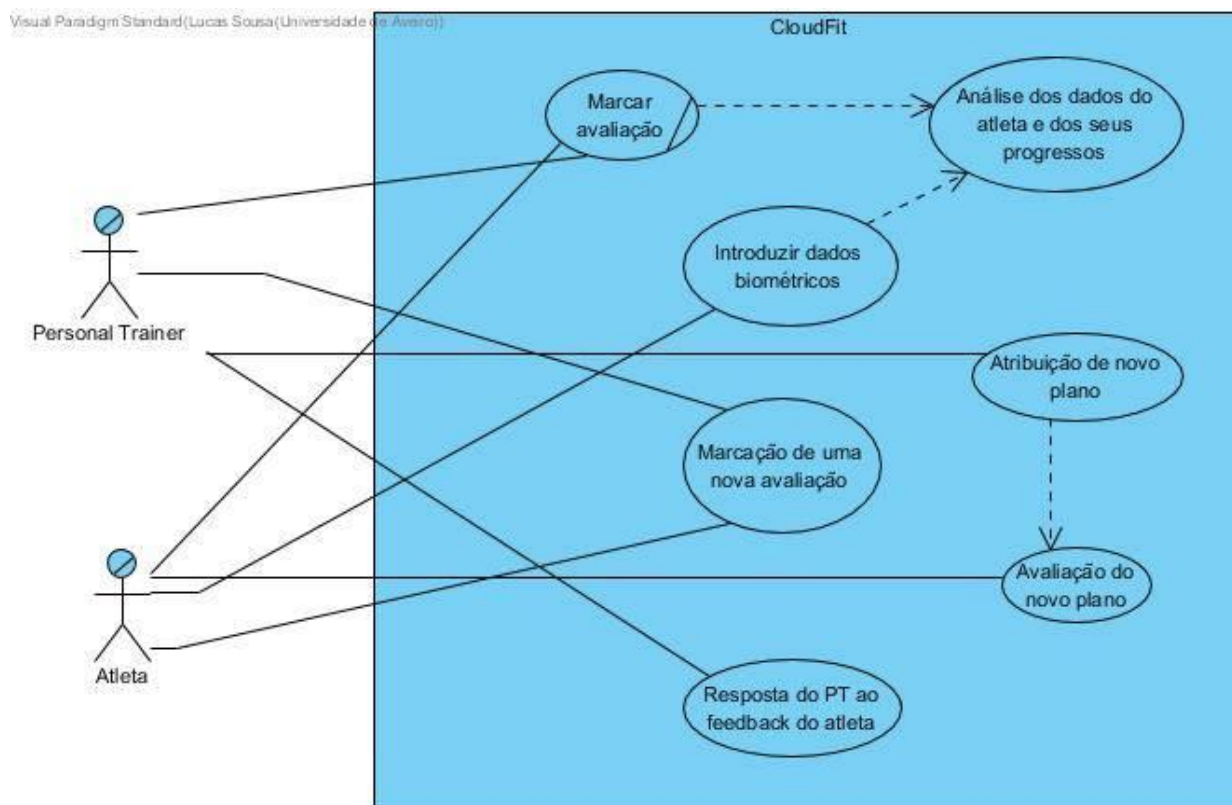 Visual Paradigm Standard(Lucas Sousa(Universidade de Aveiro))
CloudFit
Marcar
avaliação
Análise dos dados do
atleta e dos seus
progressos
Introduzir dados
biométricos
Personal Trainer
Atribuição de novo
plano
Marcação de uma
nova avaliação
Avaliação do
novo plano
Atleta
Resposta do PT ao
feedback do atleta